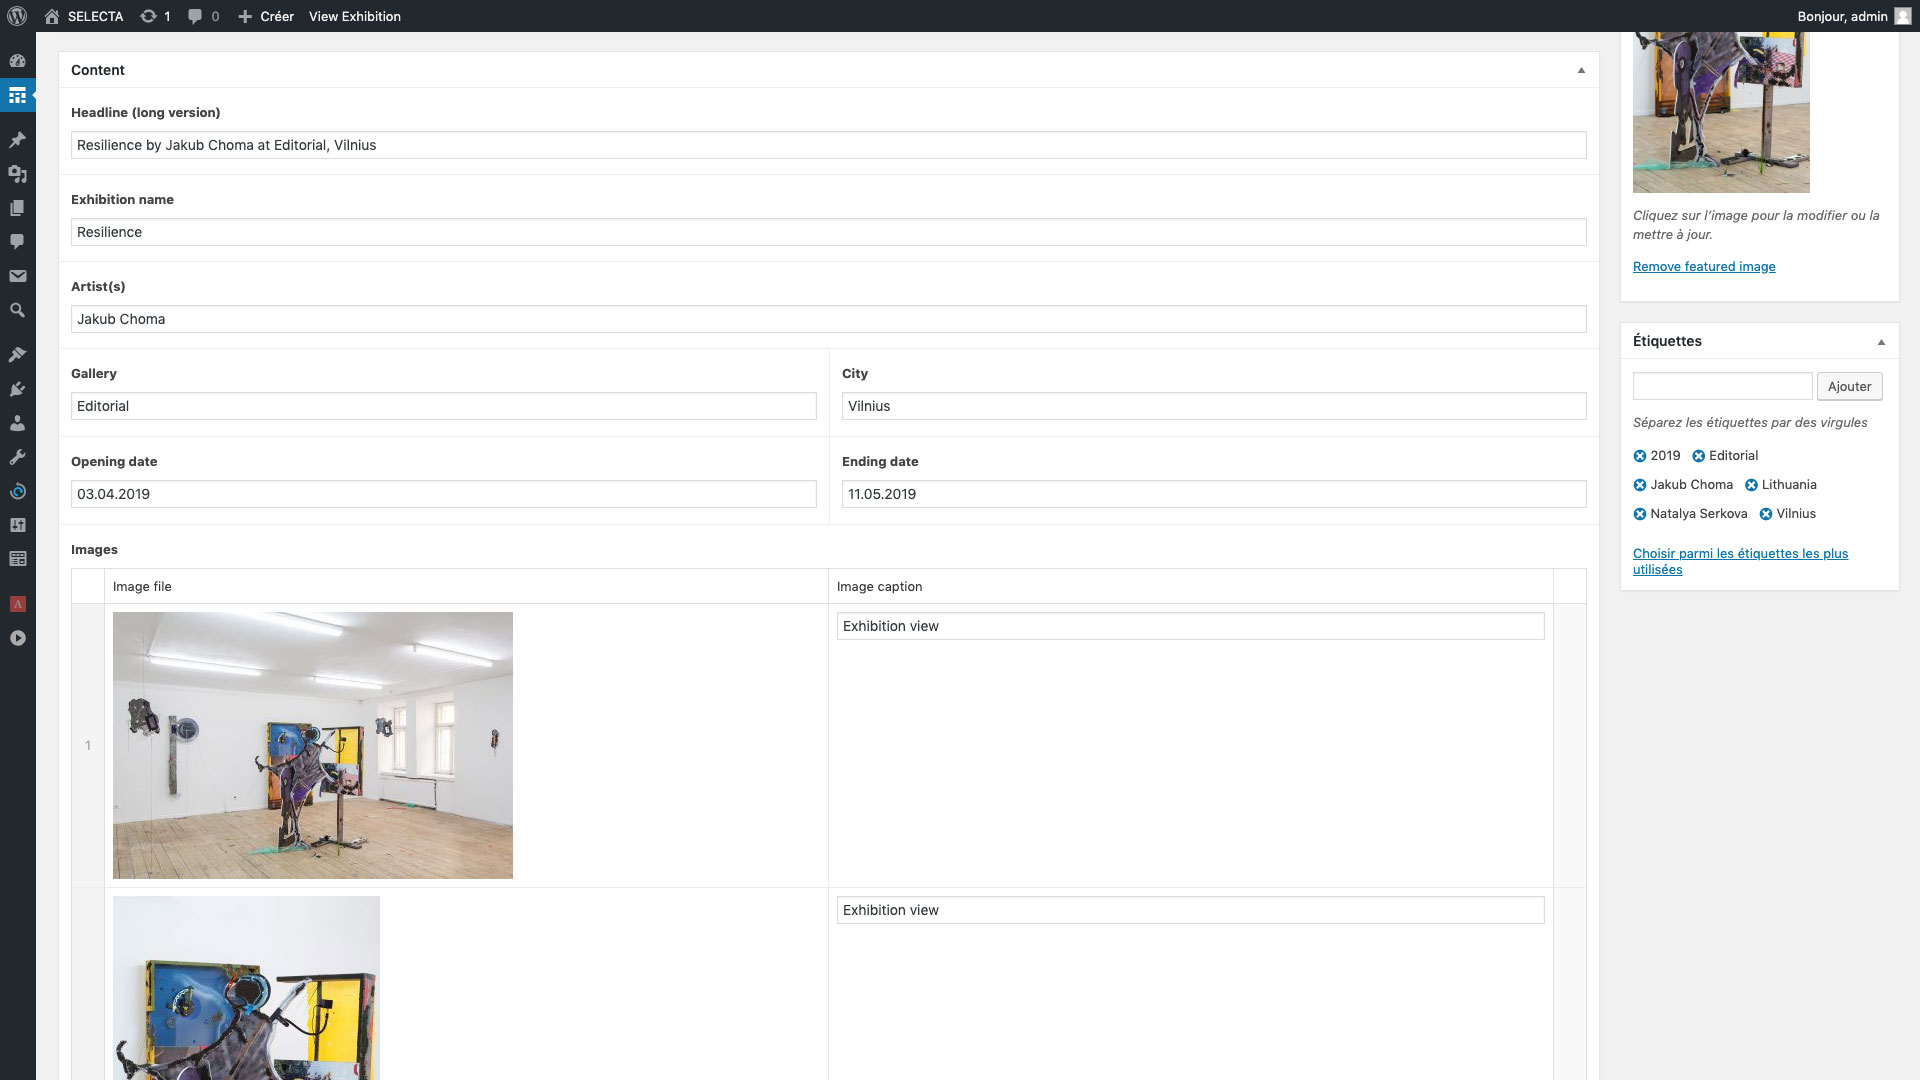 SELECTA 1 0 Créer View Exhibition Bonjour, admin
Content
Headline (long version)
Resilience by Jakub Choma at Editorial, Vilnius
Exhibition name
Resilience
Artist(s)
Jakub Choma
Gallery City
Editorial Vilnius
Opening date Ending date
03.04.2019 11.05.2019
Images
Image file Image caption
1
Exhibition view
Exhibition view
Cliquez sur l’image pour la modifier ou la
mettre à jour.
Remove featured image
Étiquettes
Ajouter
Séparez les étiquettes par des virgules
2019 Editorial
Jakub Choma Lithuania
Natalya Serkova Vilnius
Choisir parmi les étiquettes les plus
utilisées
A